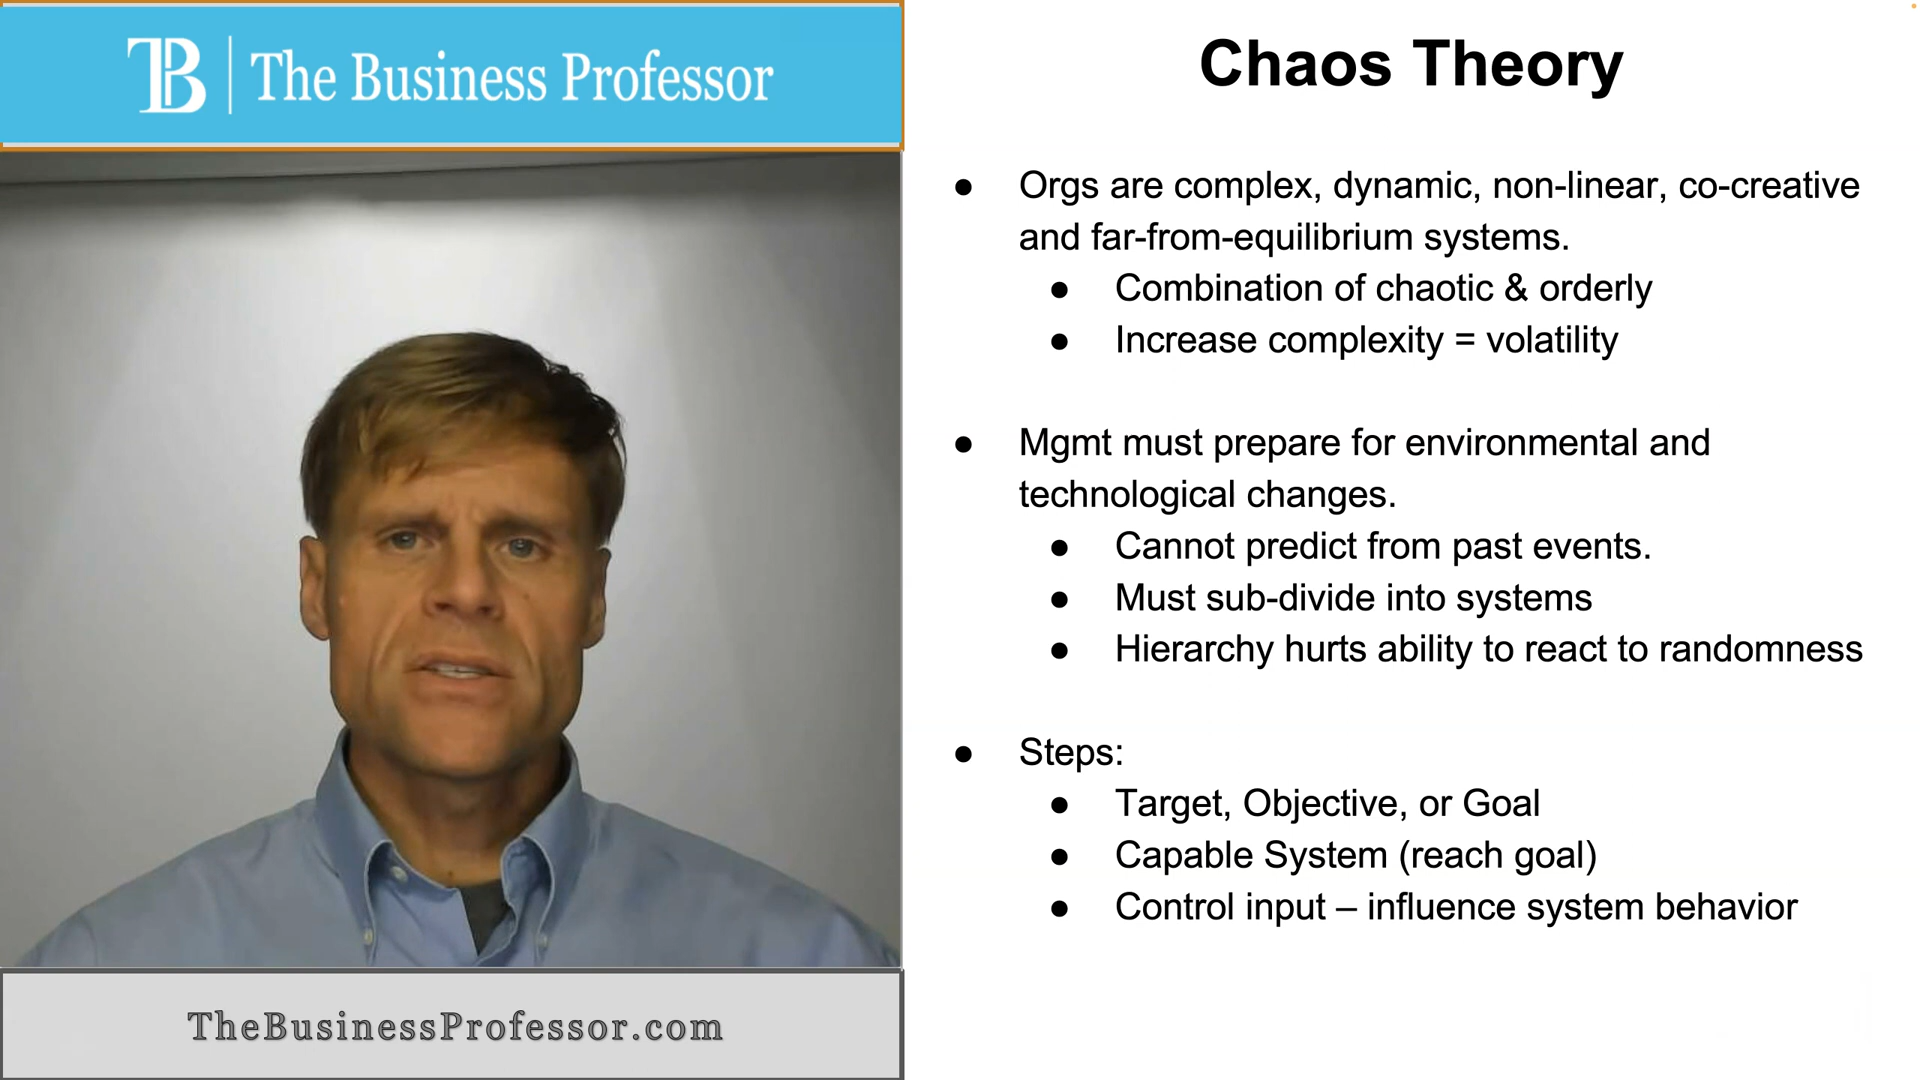 TB | The Business Professor
Chaos Theory
● Orgs are complex, dynamic, non-linear, co-creative
and far-from-equilibrium systems.
● Combination of chaotic & orderly
● Increase complexity = volatility
● Mgmt must prepare for environmental and
technological changes.
● Cannot predict from past events.
● Must sub-divide into systems
● Hierarchy hurts ability to react to randomness
● Steps:
● Target, Objective, or Goal
● Capable System (reach goal)
● Control input – influence system behavior
TheBusinessProfessor.com